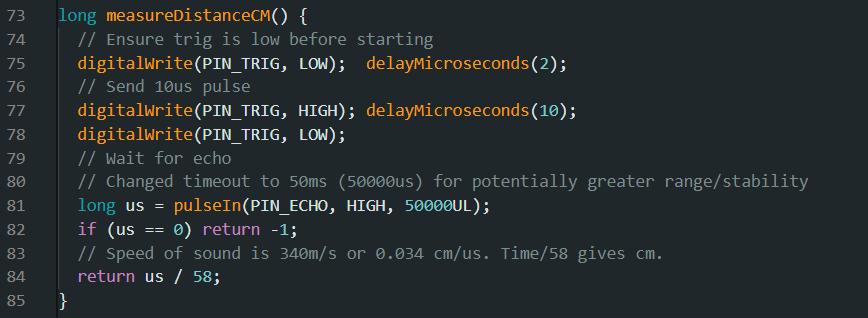 73 long measureDistanceCM() {
74 // Ensure trig is low before starting
75 digitalWrite(PIN_TRIG, LOW);  delayMicroseconds(2);
76 // Send 10us pulse
77 digitalWrite(PIN_TRIG, HIGH); delayMicroseconds(10);
78 digitalWrite(PIN_TRIG, LOW);
79 // Wait for echo
80 // Changed timeout to 50ms (50000us) for potentially greater range/stability
81 long us = pulseIn(PIN_ECHO, HIGH, 50000UL);
82 if (us == 0) return -1;
83 // Speed of sound is 340m/s or 0.034 cm/us. Time/58 gives cm.
84 return us / 58;
85 }